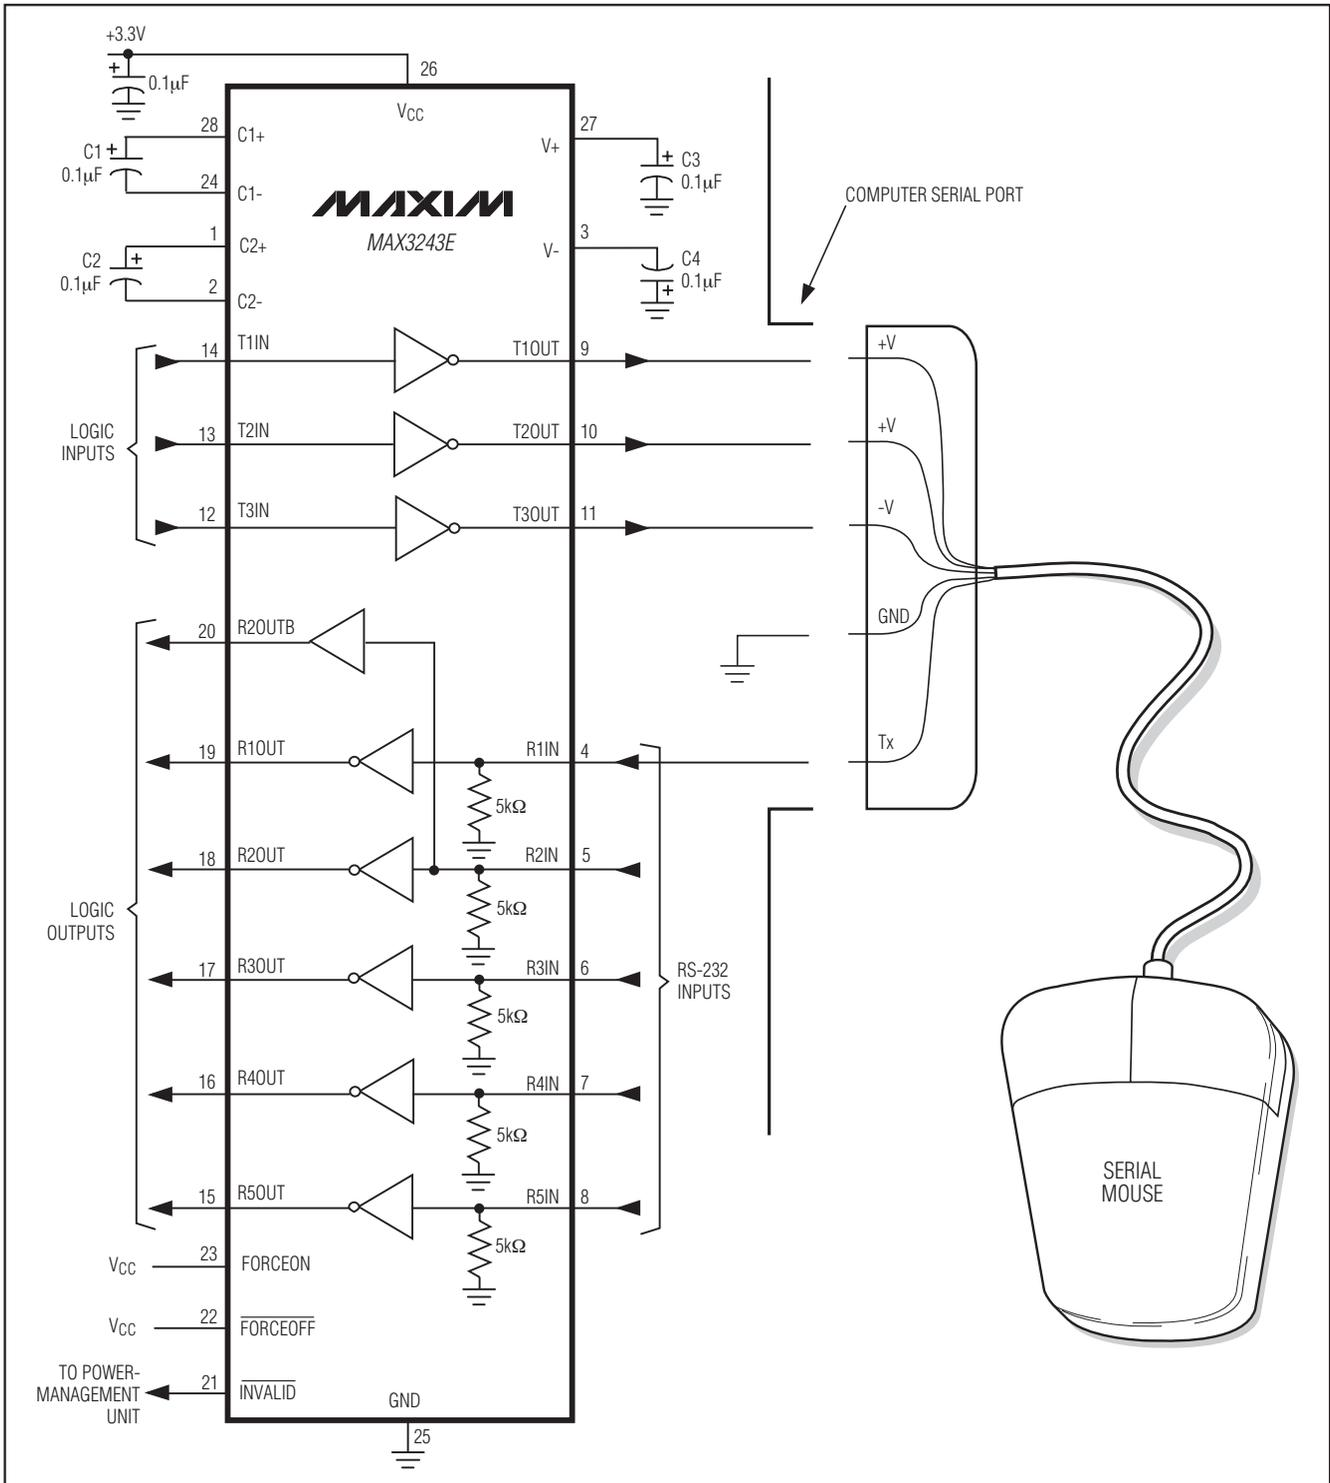 +3.3V
0.1µF
26
VCC
28
C1+
C1
0.1µF
24
C1-
27
V+
C3
0.1µF
MAXIM
MAX3243E
COMPUTER SERIAL PORT
1
C2+
C2
0.1µF
2
C2-
3
V-
C4
0.1µF
LOGIC
INPUTS
14
T1IN
T1OUT
9
+V
13
T2IN
T2OUT
10
+V
12
T3IN
T3OUT
11
-V
20
R2OUTB
GND
19
R1OUT
R1IN
4
Tx
5kΩ
18
R2OUT
R2IN
5
5kΩ
LOGIC
OUTPUTS
17
R3OUT
R3IN
6
5kΩ
RS-232
INPUTS
16
R4OUT
R4IN
7
5kΩ
15
R5OUT
R5IN
8
5kΩ
SERIAL
MOUSE
VCC
23
FORCEON
VCC
22
FORCEOFF
TO POWER-
MANAGEMENT
UNIT
21
INVALID
GND
25